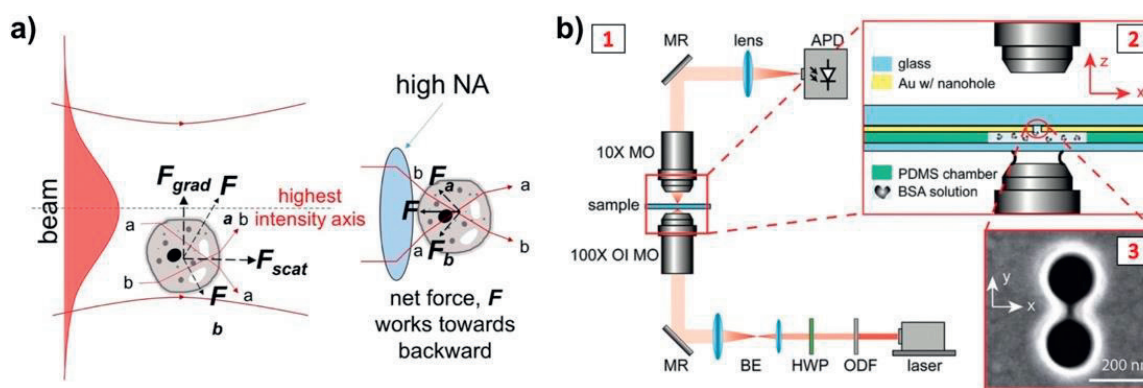 a)
beam
F_grad
F_a
highest
intensity axis
a
b
F_scat
a
b
b
a
F_b
high NA
b
F_a
a
F
F_b
a
b
net force, F
works towards
backward
b)
1
MR
lens
APD
10X MO
sample
100X OI MO
MR
BE
HWP
ODF
laser
2
glass
Au w/ nanohole
z
x
PDMS chamber
BSA solution
3
y
x
200 nm